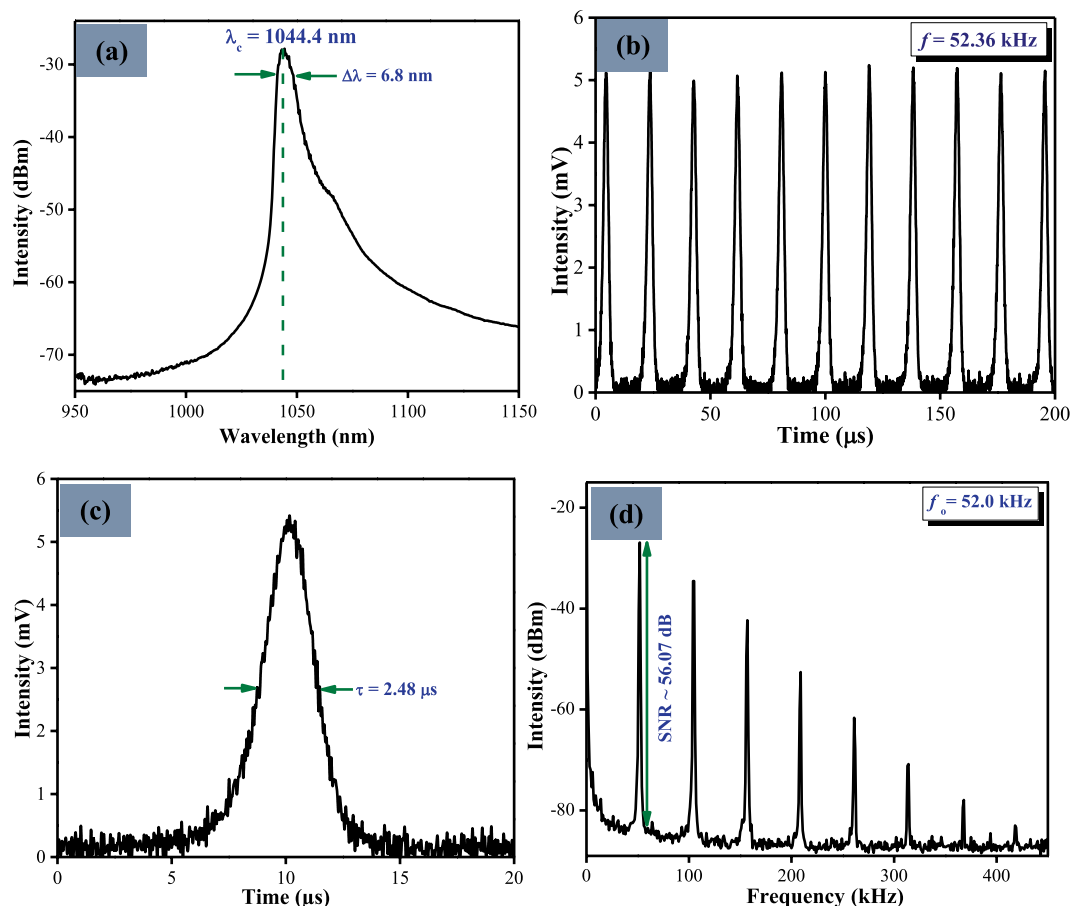 (a)
λc = 1044.4 nm
Δλ = 6.8 nm
-30
-40
-50
-60
-70
950
1000
1050
1100
1150
Intensity (dBm)
Wavelength (nm)
(b)
f = 52.36 kHz
6
5
4
3
2
1
0
0
50
100
150
200
Intensity (mV)
Time (μs)
(c)
τ = 2.48 μs
6
5
4
3
2
1
0
0
5
10
15
20
Intensity (mV)
Time (μs)
(d)
fo = 52.0 kHz
SNR ~ 56.07 dB
-20
-40
-60
-80
0
100
200
300
400
Intensity (dBm)
Frequency (kHz)